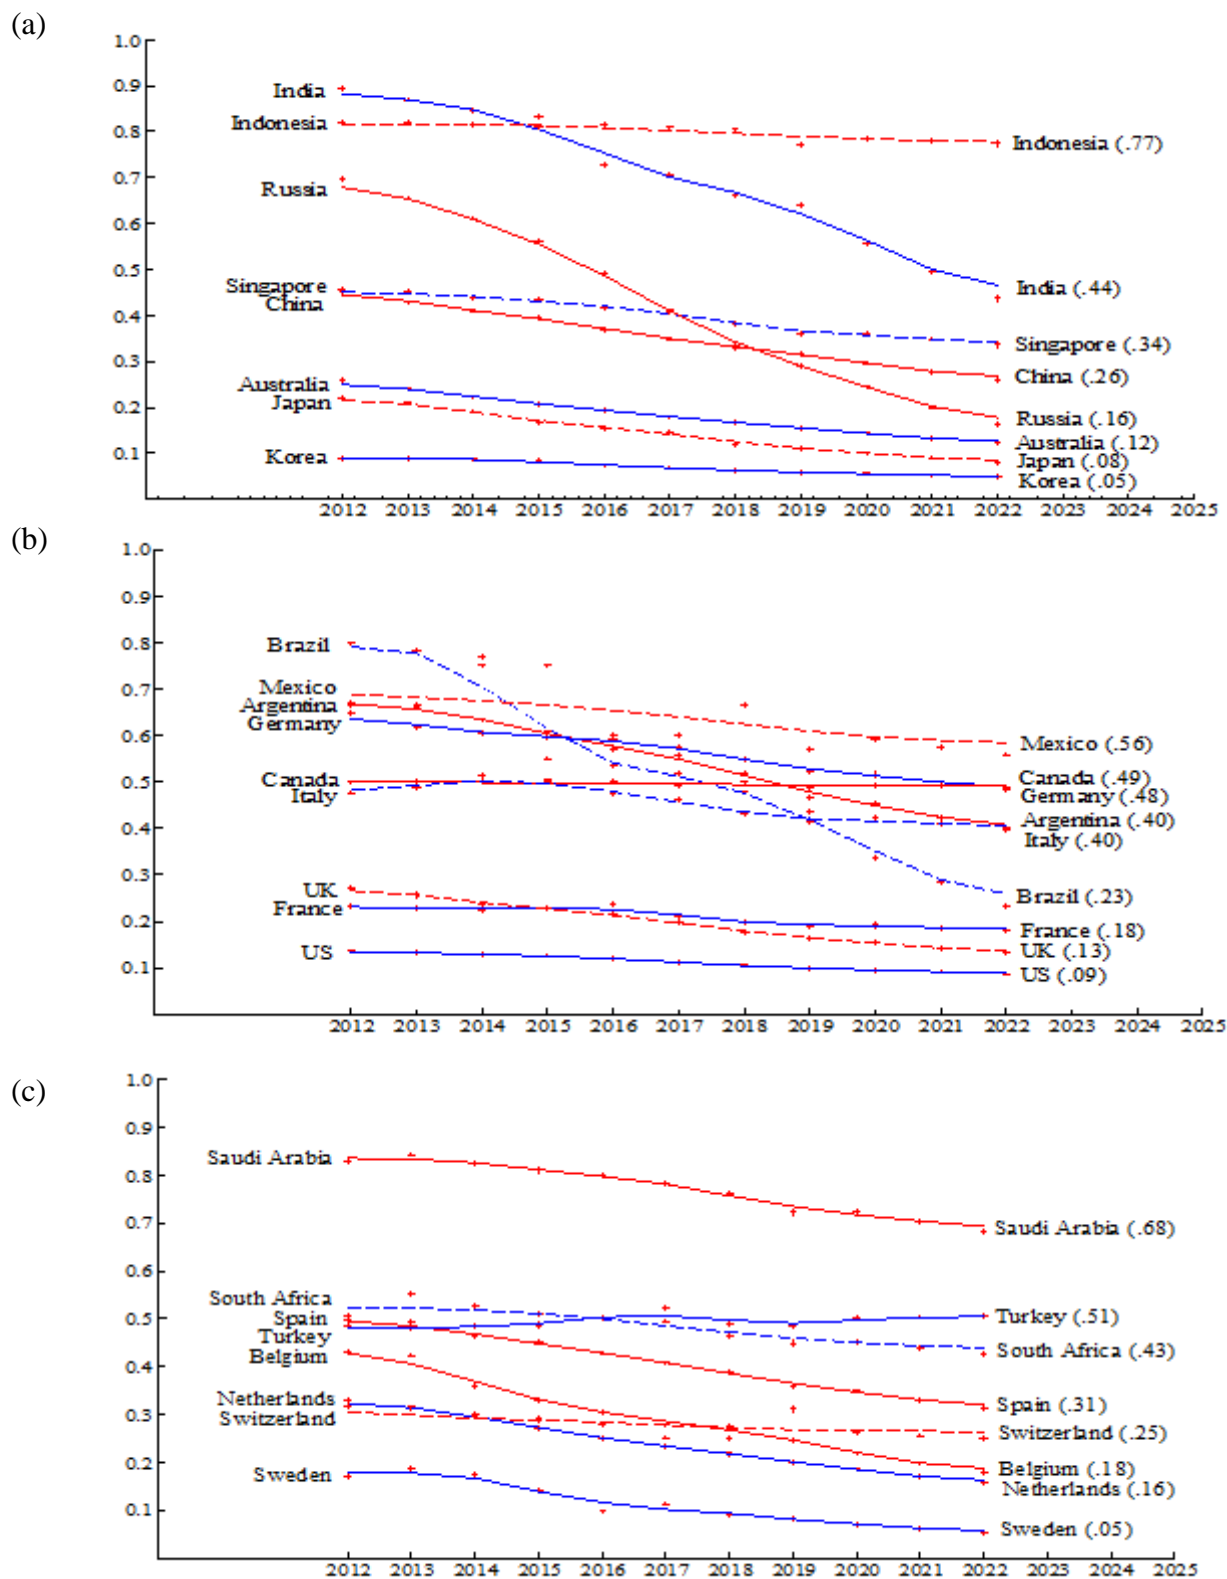 (a)
1.0
0.9
0.8
0.7
0.6
0.5
0.4
0.3
0.2
0.1
India
Indonesia
Russia
Singapore
China
Australia
Japan
Korea
Indonesia (.77)
India (.44)
Singapore (.34)
China (.26)
Russia (.16)
Australia (.12)
Japan (.08)
Korea (.05)
2012 2013 2014 2015 2016 2017 2018 2019 2020 2021 2022 2023 2024 2025
(b)
1.0
0.9
0.8
0.7
0.6
0.5
0.4
0.3
0.2
0.1
Brazil
Mexico
Argentina
Germany
Canada
Italy
UK
France
US
Mexico (.56)
Canada (.49)
Germany (.48)
Argentina (.40)
Italy (.40)
Brazil (.23)
France (.18)
UK (.13)
US (.09)
2012 2013 2014 2015 2016 2017 2018 2019 2020 2021 2022 2023 2024 2025
(c)
1.0
0.9
0.8
0.7
0.6
0.5
0.4
0.3
0.2
0.1
Saudi Arabia
South Africa
Spain
Turkey
Belgium
Netherlands
Switzerland
Sweden
Saudi Arabia (.68)
Turkey (.51)
South Africa (.43)
Spain (.31)
Switzerland (.25)
Belgium (.18)
Netherlands (.16)
Sweden (.05)
2012 2013 2014 2015 2016 2017 2018 2019 2020 2021 2022 2023 2024 2025